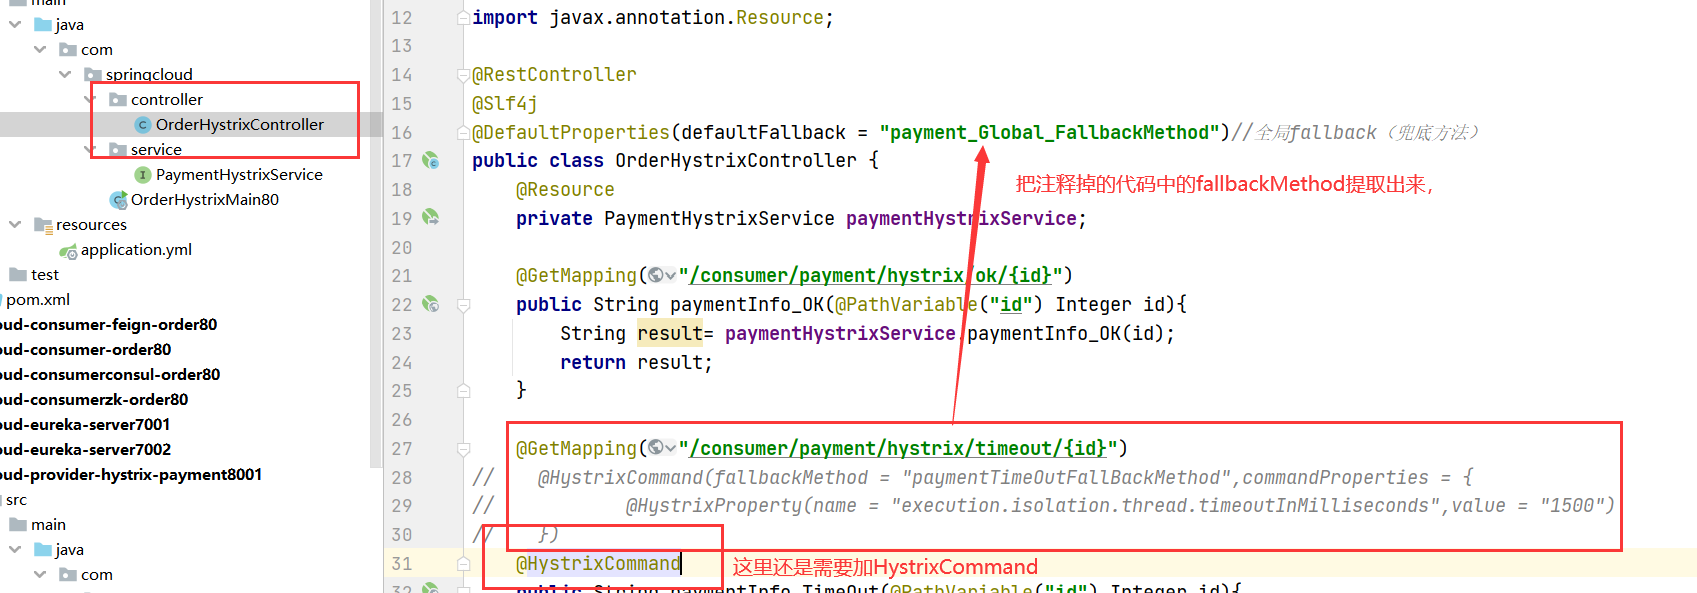 main
java
com
springcloud
controller
OrderHystrixController
service
PaymentHystrixService
OrderHystrixMain80
resources
application.yml
test
pom.xml
oud-consumer-feign-order80
oud-consumer-order80
oud-consumerconsul-order80
oud-consumerzk-order80
oud-eureka-server7001
oud-eureka-server7002
oud-provider-hystrix-payment8001
src
main
java
com
12 import javax.annotation.Resource;
13
14 @RestController
15 @Slf4j
16 @DefaultProperties(defaultFallback = "payment_Global_FallbackMethod")//全局fallback（兜底方法）
17 public class OrderHystrixController {
把注释掉的代码中的fallbackMethod提取出来，
18 @Resource
19 private PaymentHystrixService paymentHystrixService;
20
21 @GetMapping("/consumer/payment/hystrix/ok/{id}")
22 public String paymentInfo_OK(@PathVariable("id") Integer id){
23 String result= paymentHystrixService.paymentInfo_OK(id);
24 return result;
25 }
26
27 @GetMapping("/consumer/payment/hystrix/timeout/{id}")
28 // @HystrixCommand(fallbackMethod = "paymentTimeOutFallBackMethod",commandProperties = {
29 // @HystrixProperty(name = "execution.isolation.thread.timeoutInMilliseconds",value = "1500")
30 // })
31 @HystrixCommand
这里还是需要加HystrixCommand
32 public String paymentInfo_TimeOut(@PathVariable("id") Integer id){